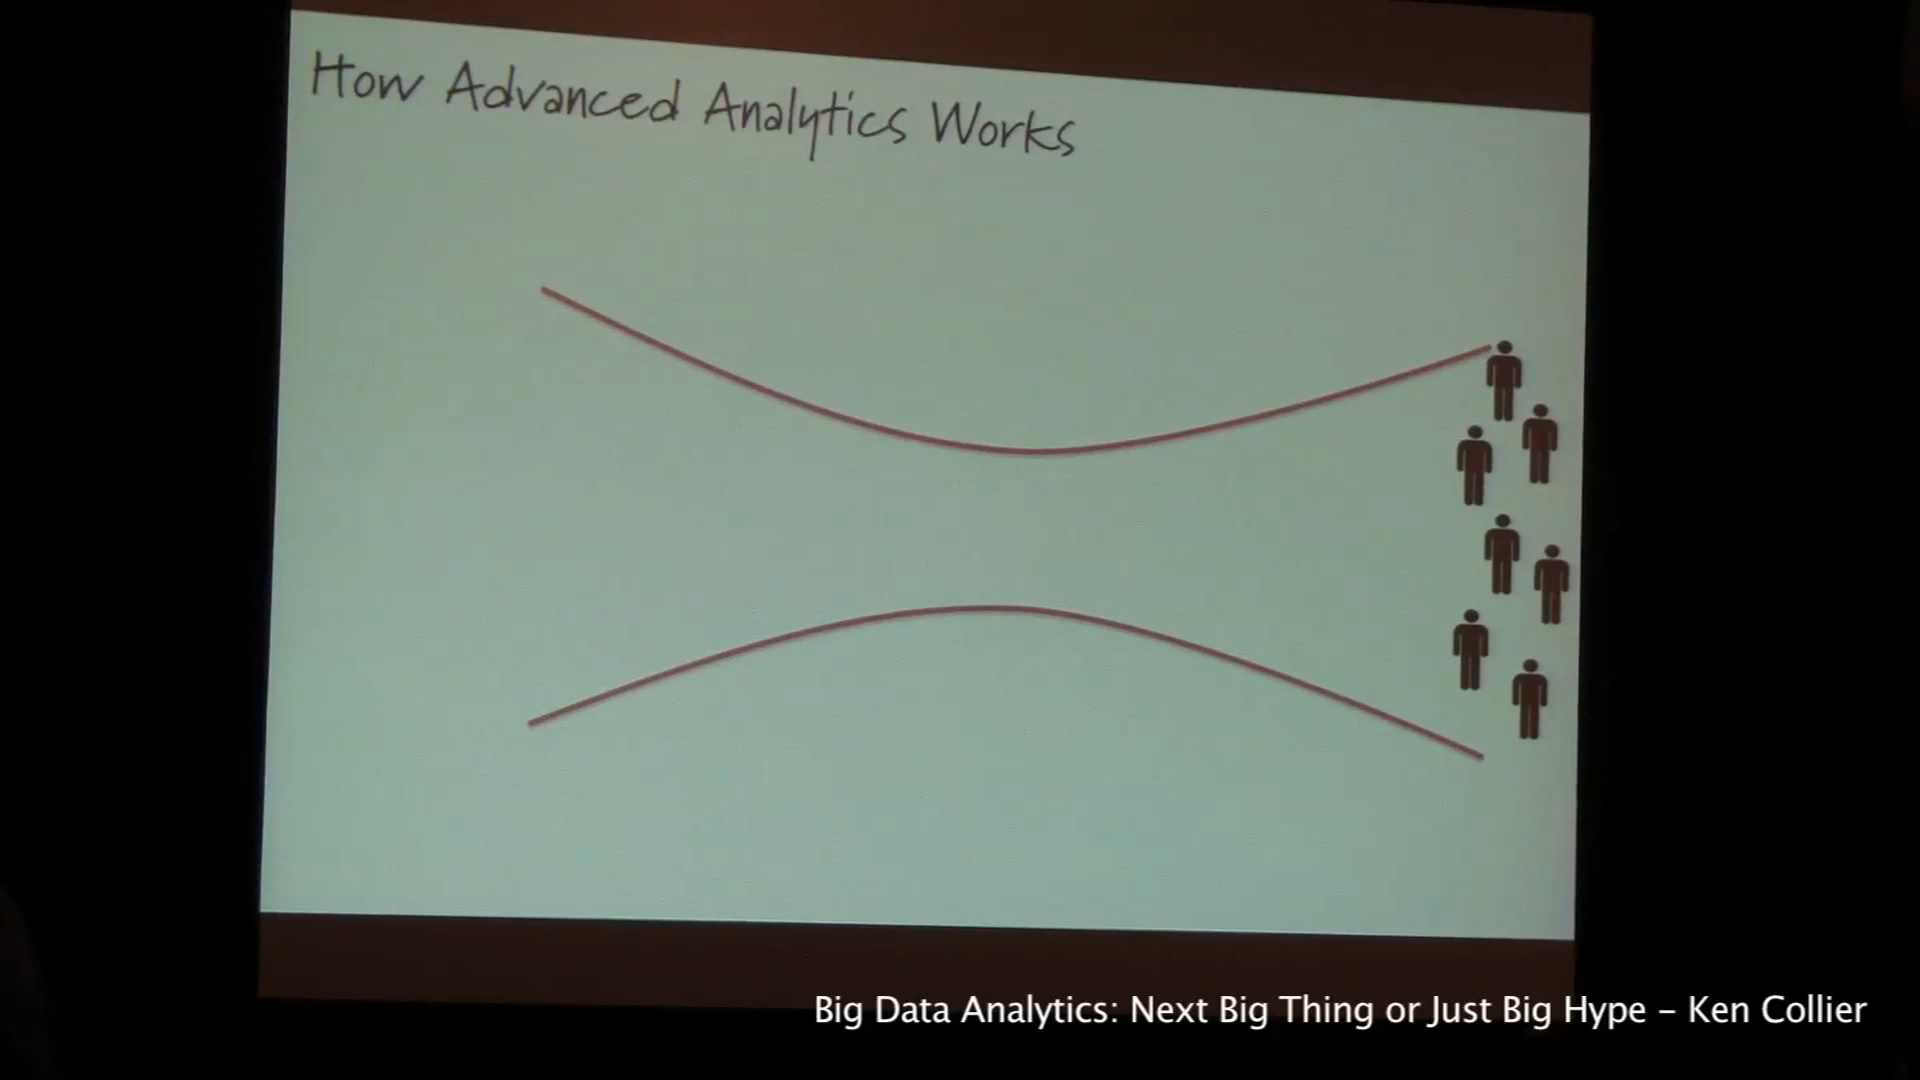 How Advanced Analytics Works
Big Data Analytics: Next Big Thing or Just Big Hype – Ken Collier